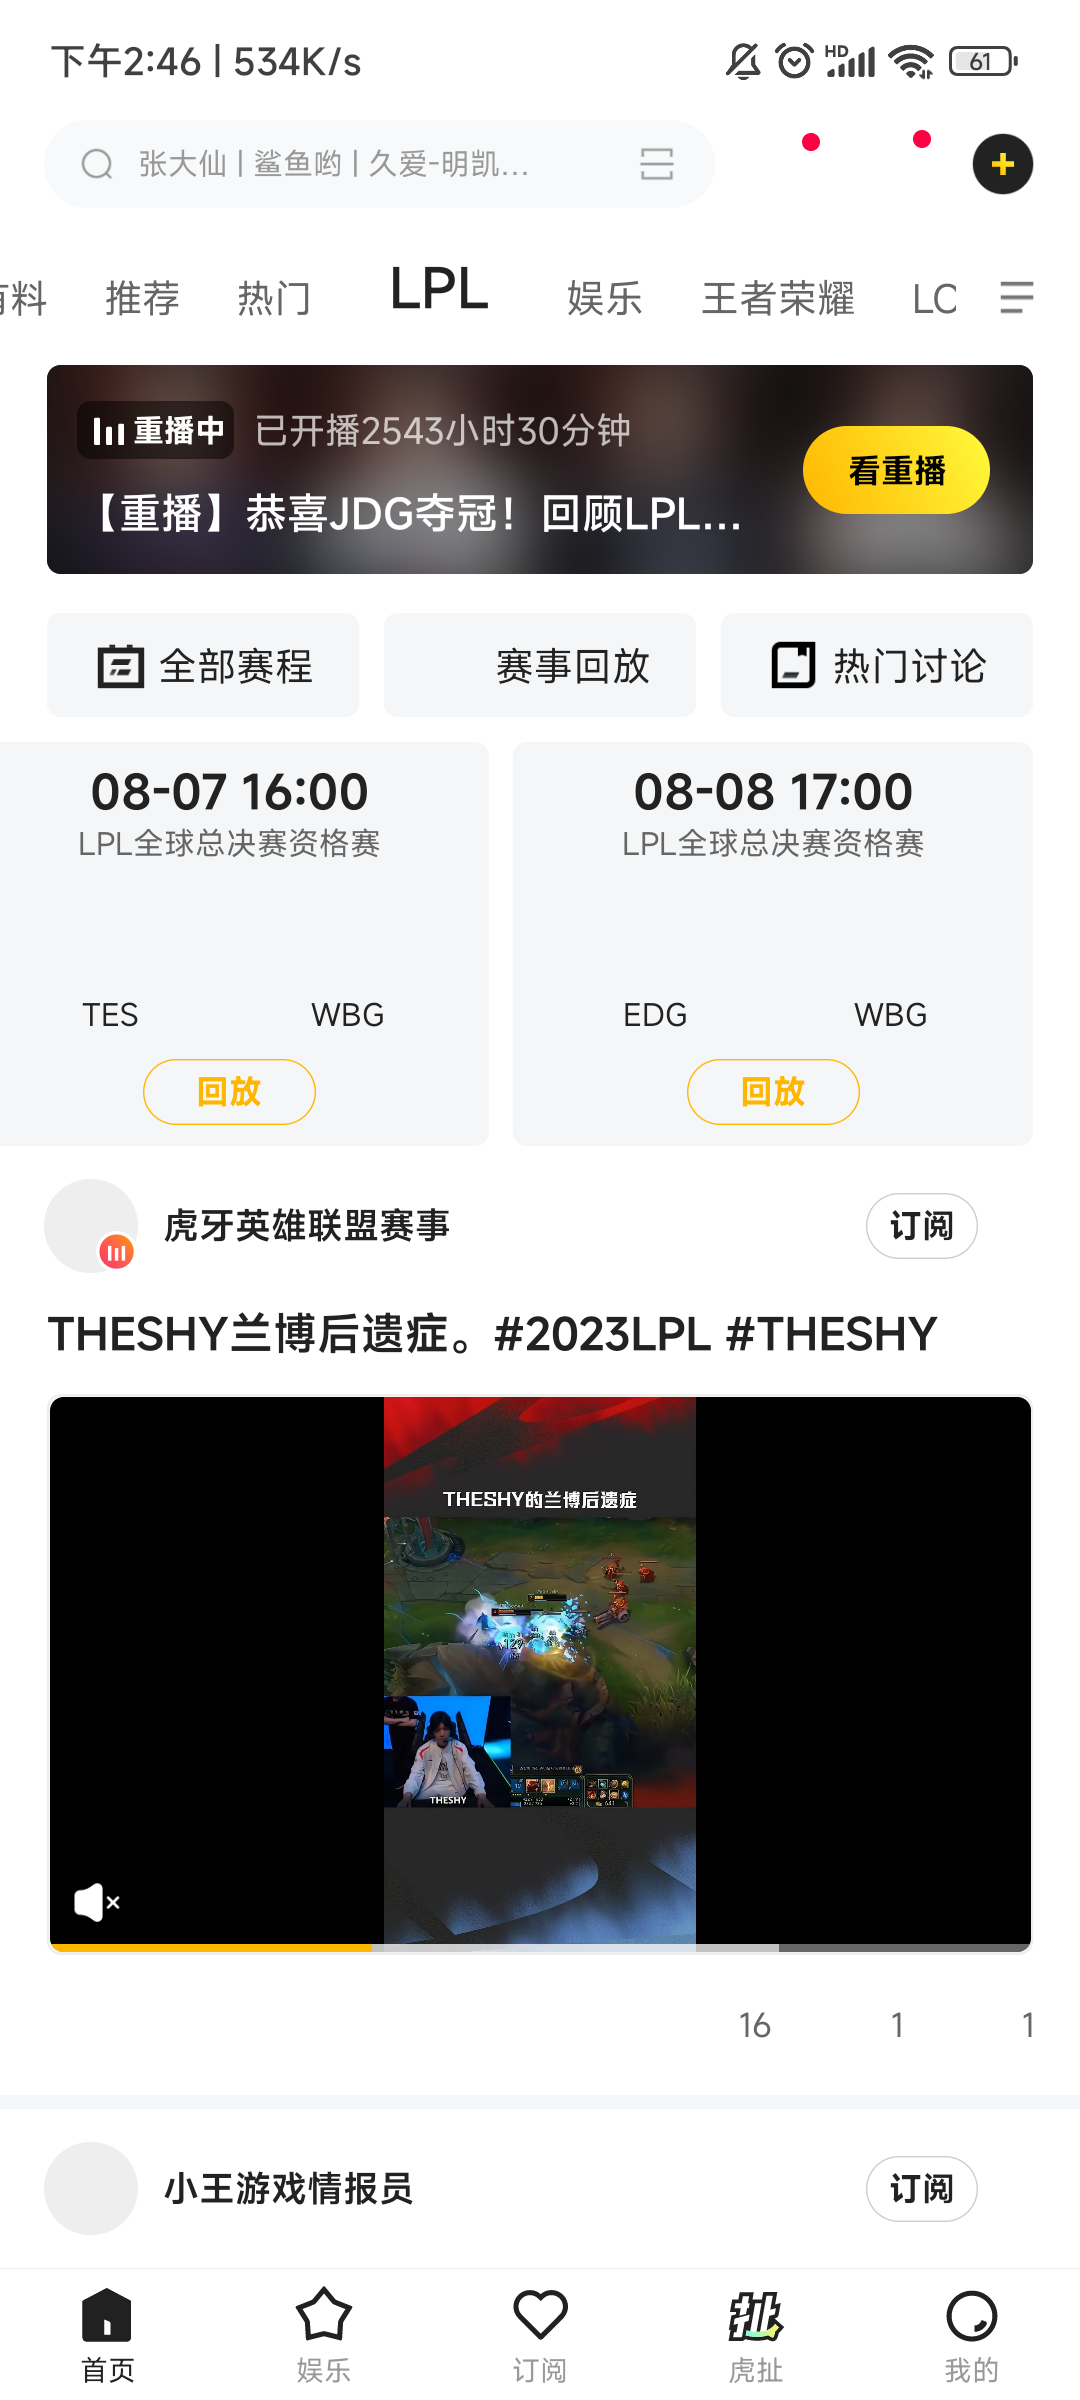 下午2:46 | 534K/s
HD
61
张大仙 | 鲨鱼哟 | 久爱-明凯...
有料 推荐 热门 LPL 娱乐 王者荣耀 LO
重播中 已开播2543小时30分钟
【重播】恭喜JDG夺冠！回顾LPL...
看重播
全部赛程 赛事回放 热门讨论
08-07 16:00
LPL全球总决赛资格赛
TES WBG
回放
08-08 17:00
LPL全球总决赛资格赛
EDG WBG
回放
虎牙英雄联盟赛事
订阅
THESHY兰博后遗症。#2023LPL #THESHY
THESHY的兰博后遗症
129
THESHY
16 1 1
小王游戏情报员
订阅
首页 娱乐 订阅 虎扯 我的